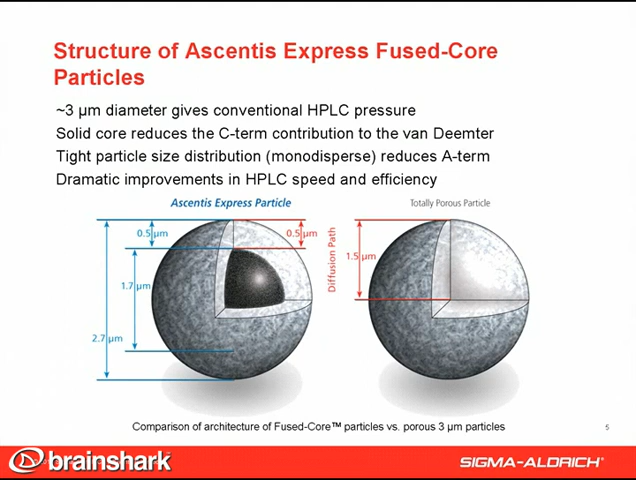 Structure of Ascentis Express Fused-Core
Particles
~3 µm diameter gives conventional HPLC pressure
Solid core reduces the C-term contribution to the van Deemter
Tight particle size distribution (monodisperse) reduces A-term
Dramatic improvements in HPLC speed and efficiency
Ascentis Express Particle
Totally Porous Particle
0.5 µm
0.5 µm
1.7 µm
2.7 µm
Diffusion Path
1.5 µm
Comparison of architecture of Fused-Core™ particles vs. porous 3 µm particles
5
brainshark
SIGMA-ALDRICH®